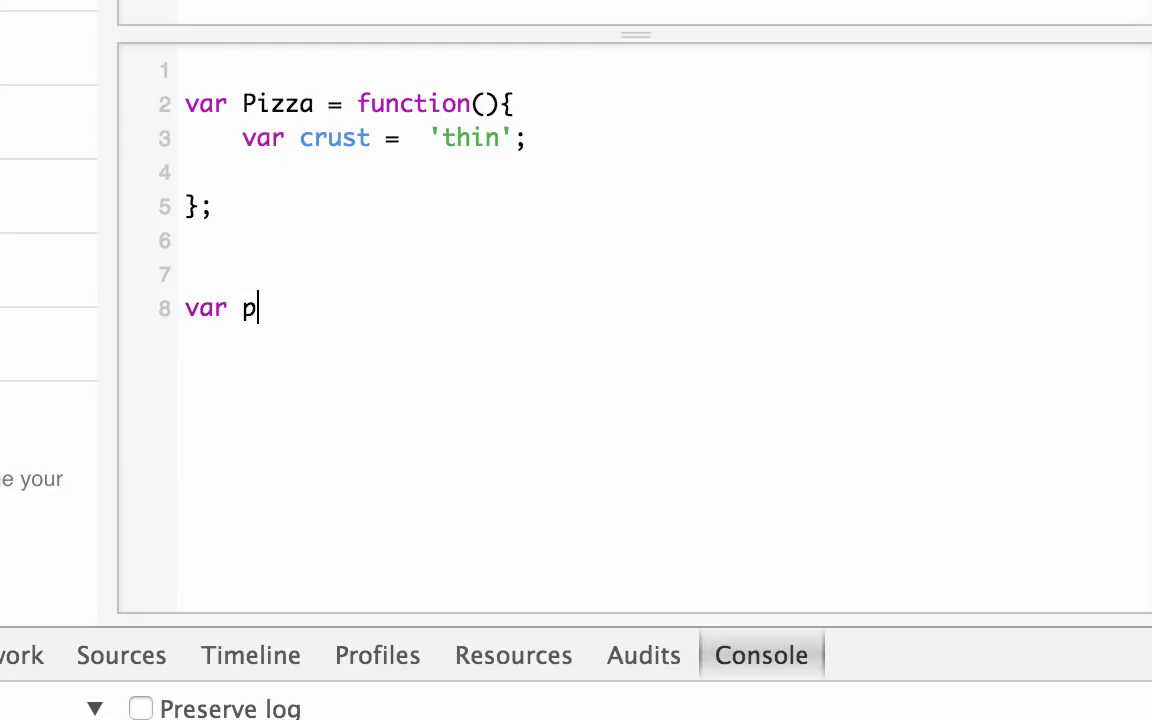 1
2 var Pizza = function(){
3     var crust =  'thin';
4
5 };
6
7
8 var p
e your
work Sources Timeline Profiles Resources Audits Console
▼ Preserve log